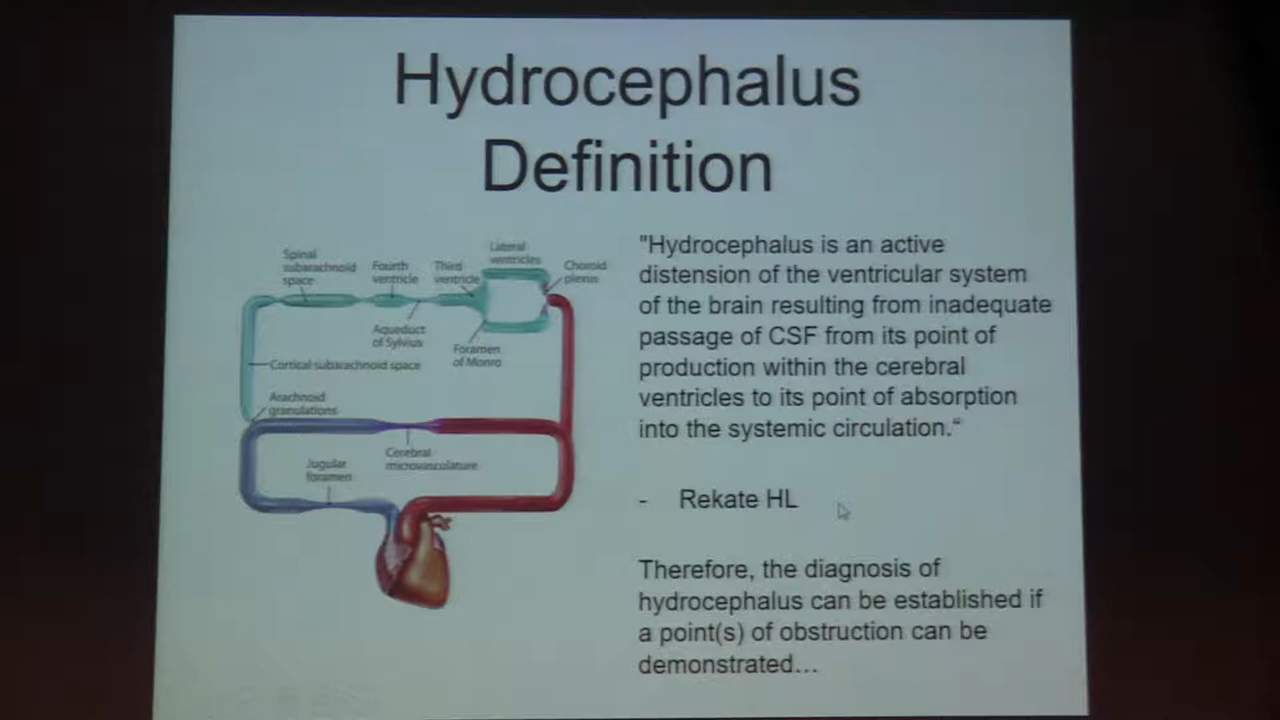 Hydrocephalus
Definition
Lateral
ventricles
Spinal
subarachnoid
space
Fourth
ventricle
Third
ventricle
Choroid
plexus
Aqueduct
of Sylvius
Foramen
of Monro
Cortical subarachnoid space
Arachnoid
granulations
Cerebral
microvasculature
Jugular
foramen
"Hydrocephalus is an active
distension of the ventricular system
of the brain resulting from inadequate
passage of CSF from its point of
production within the cerebral
ventricles to its point of absorption
into the systemic circulation.“
- Rekate HL
Therefore, the diagnosis of
hydrocephalus can be established if
a point(s) of obstruction can be
demonstrated…